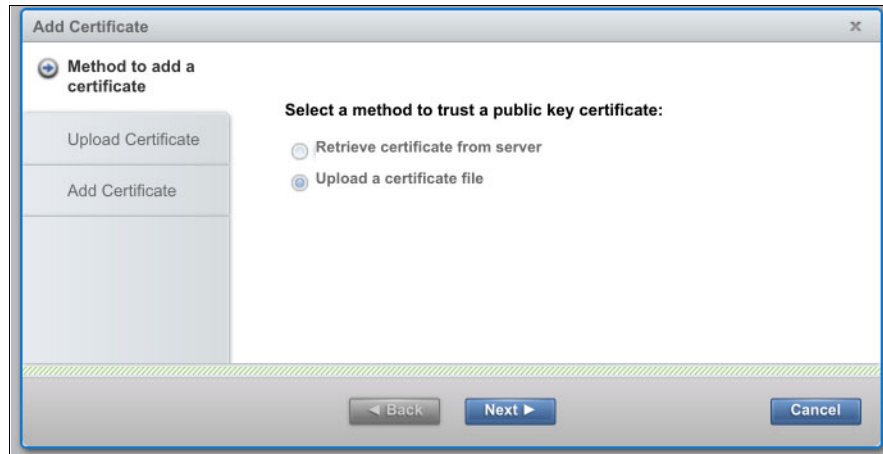 Add Certificate
x
Method to add a
certificate
Upload Certificate
Add Certificate
Select a method to trust a public key certificate:
Retrieve certificate from server
Upload a certificate file
◄ Back
Next ►
Cancel